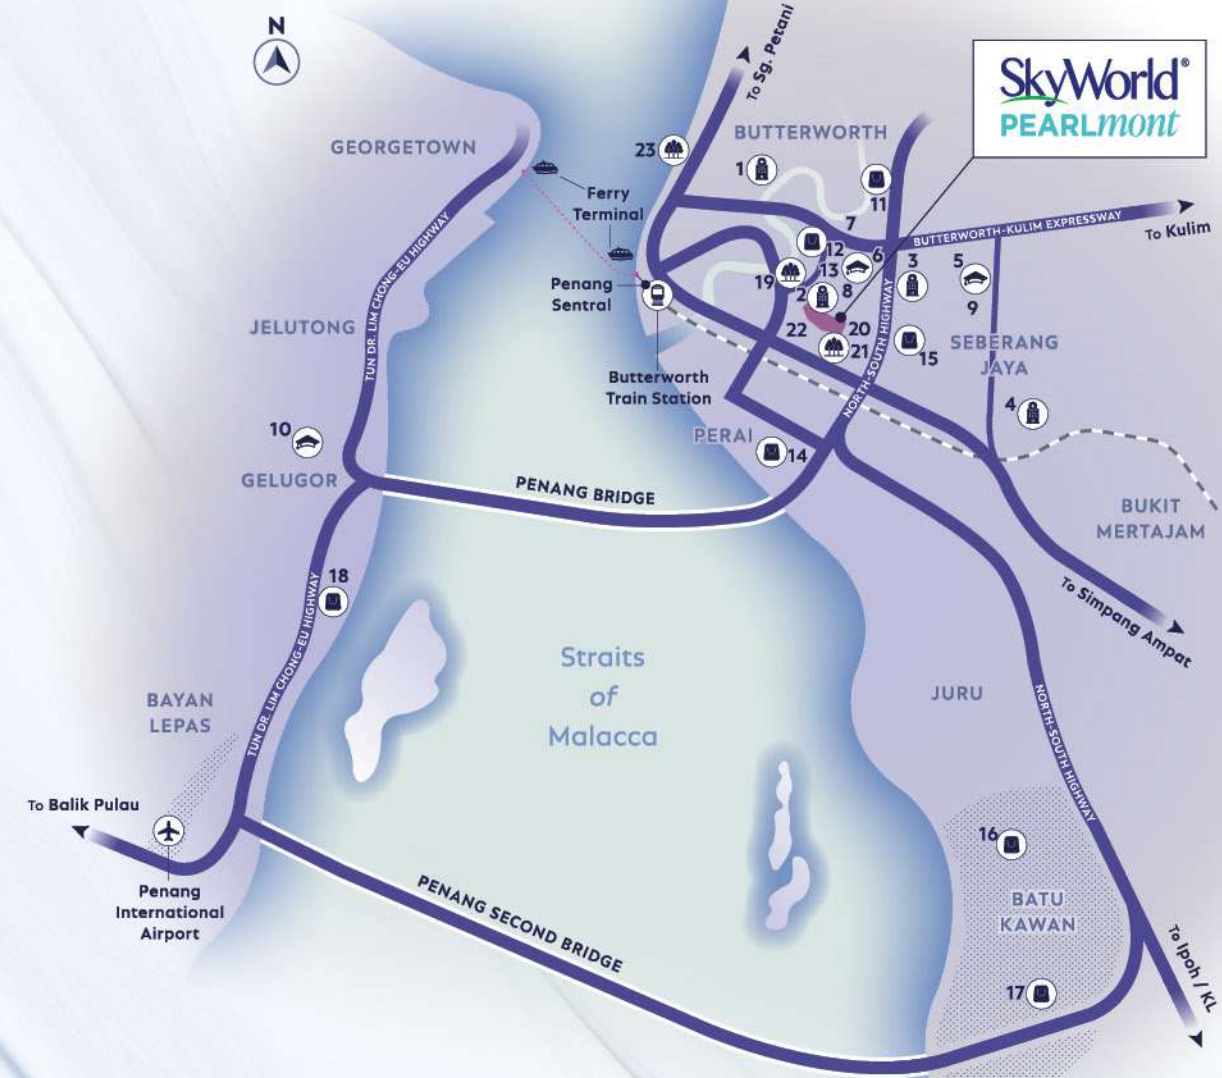 N
To Sg. Petani
SkyWorld®
PEARLmont
BUTTERWORTH
GEORGETOWN
23
1
11
Ferry
Terminal
7
12
6
BUTTERWORTH-KULIM EXPRESSWAY
To Kulim
TUN DR. LIM CHONG-EU HIGHWAY
Penang
Sentral
19
13
2
8
3
5
9
22
20
21
15
JELUTONG
SEBERANG
JAYA
NORTH-SOUTH HIGHWAY
Butterworth
Train Station
4
10
PERAI
14
GELUGOR
PENANG BRIDGE
BUKIT
MERTAJAM
18
To Simpang Ampat
TUN DR. LIM CHONG-EU HIGHWAY
Straits
of
Malacca
BAYAN
LEPAS
JURU
NORTH-SOUTH HIGHWAY
To Balik Pulau
16
Penang
International
Airport
PENANG SECOND BRIDGE
BATU
KAWAN
17
To Ipoh / KL